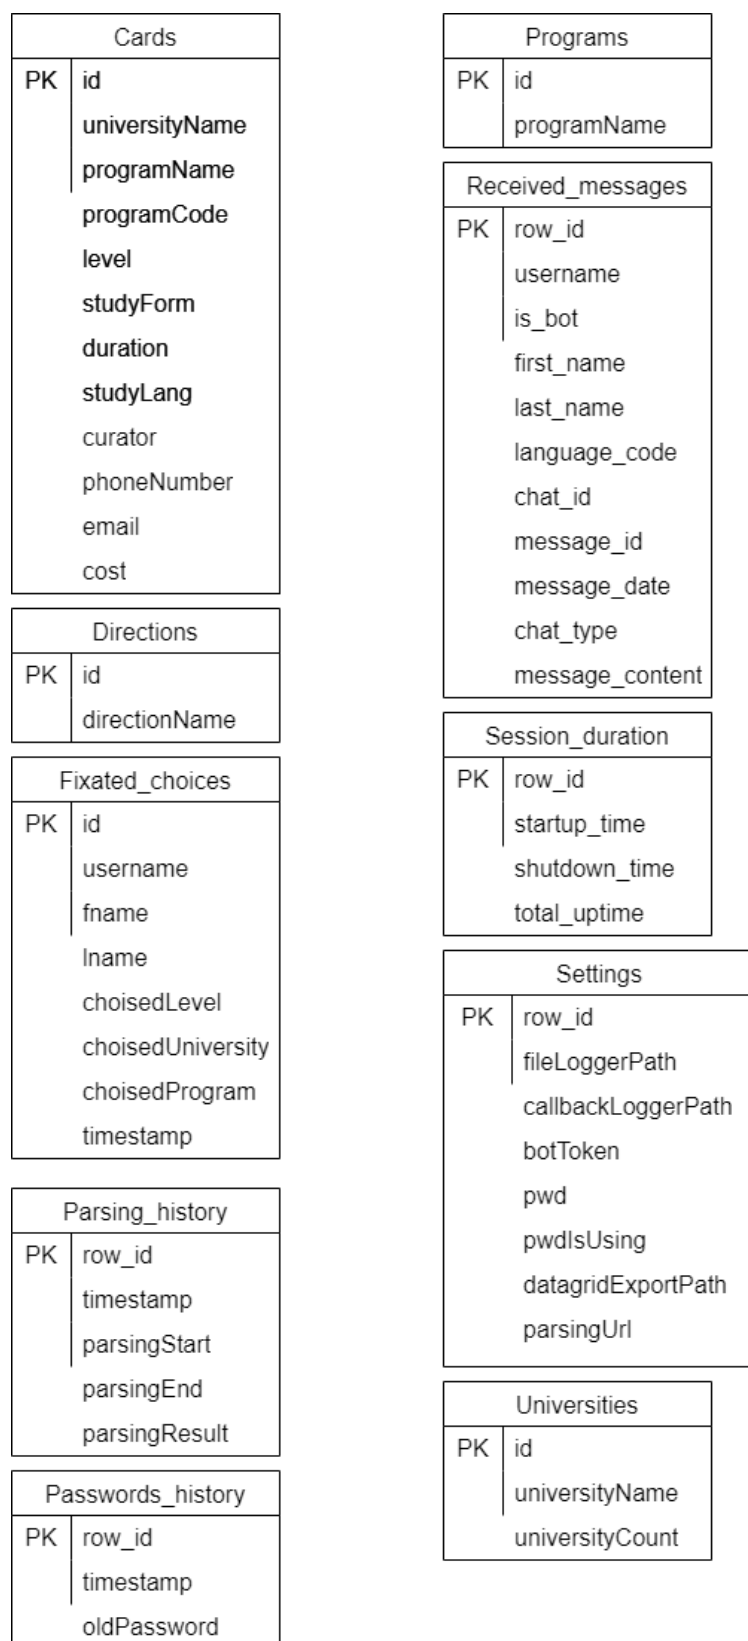 Cards
PK id
universityName
programName
programCode
level
studyForm
duration
studyLang
curator
phoneNumber
email
cost
Directions
PK id
directionName
Fixated_choices
PK id
username
fname
lname
choisedLevel
choisedUniversity
choisedProgram
timestamp
Parsing_history
PK row_id
timestamp
parsingStart
parsingEnd
parsingResult
Passwords_history
PK row_id
timestamp
oldPassword
Programs
PK id
programName
Received_messages
PK row_id
username
is_bot
first_name
last_name
language_code
chat_id
message_id
message_date
chat_type
message_content
Session_duration
PK row_id
startup_time
shutdown_time
total_uptime
Settings
PK row_id
fileLoggerPath
callbackLoggerPath
botToken
pwd
pwdIsUsing
datagridExportPath
parsingUrl
Universities
PK id
universityName
universityCount